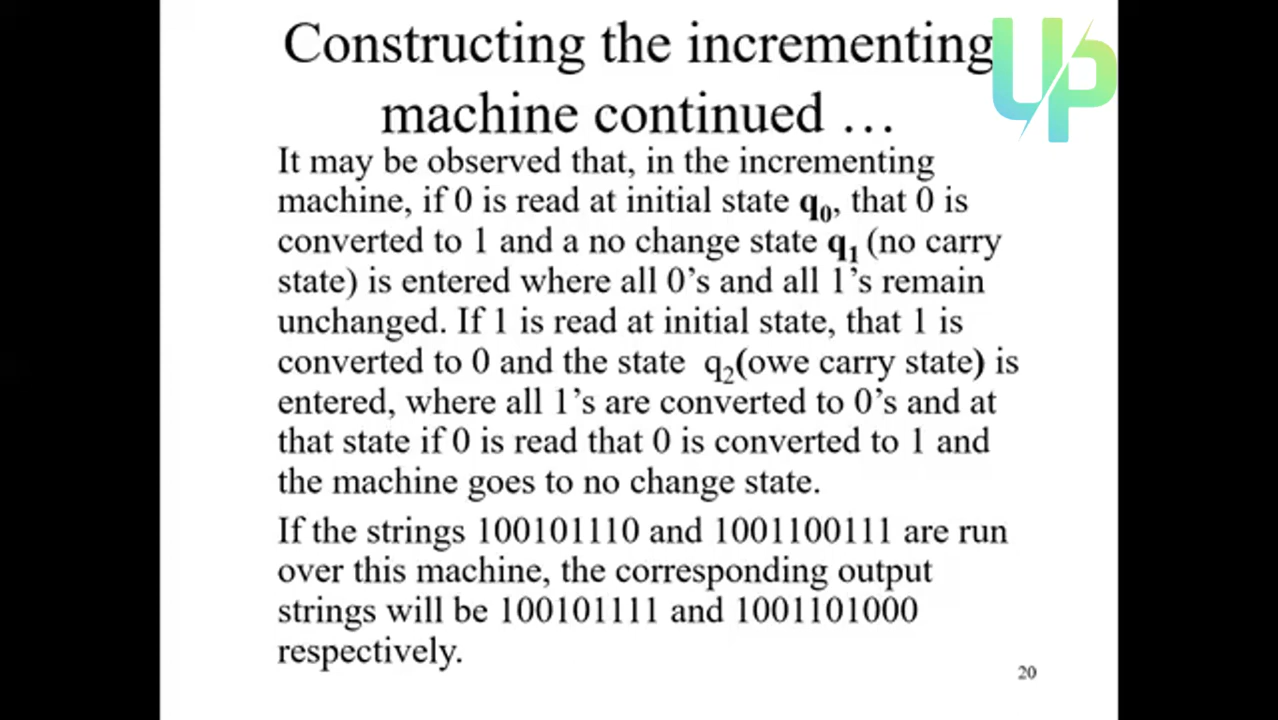 Constructing the incrementing
machine continued …
UP
It may be observed that, in the incrementing
machine, if 0 is read at initial state q0, that 0 is
converted to 1 and a no change state q1 (no carry
state) is entered where all 0’s and all 1’s remain
unchanged. If 1 is read at initial state, that 1 is
converted to 0 and the state q2(owe carry state) is
entered, where all 1’s are converted to 0’s and at
that state if 0 is read that 0 is converted to 1 and
the machine goes to no change state.
If the strings 100101110 and 1001100111 are run
over this machine, the corresponding output
strings will be 100101111 and 1001101000
respectively.
20